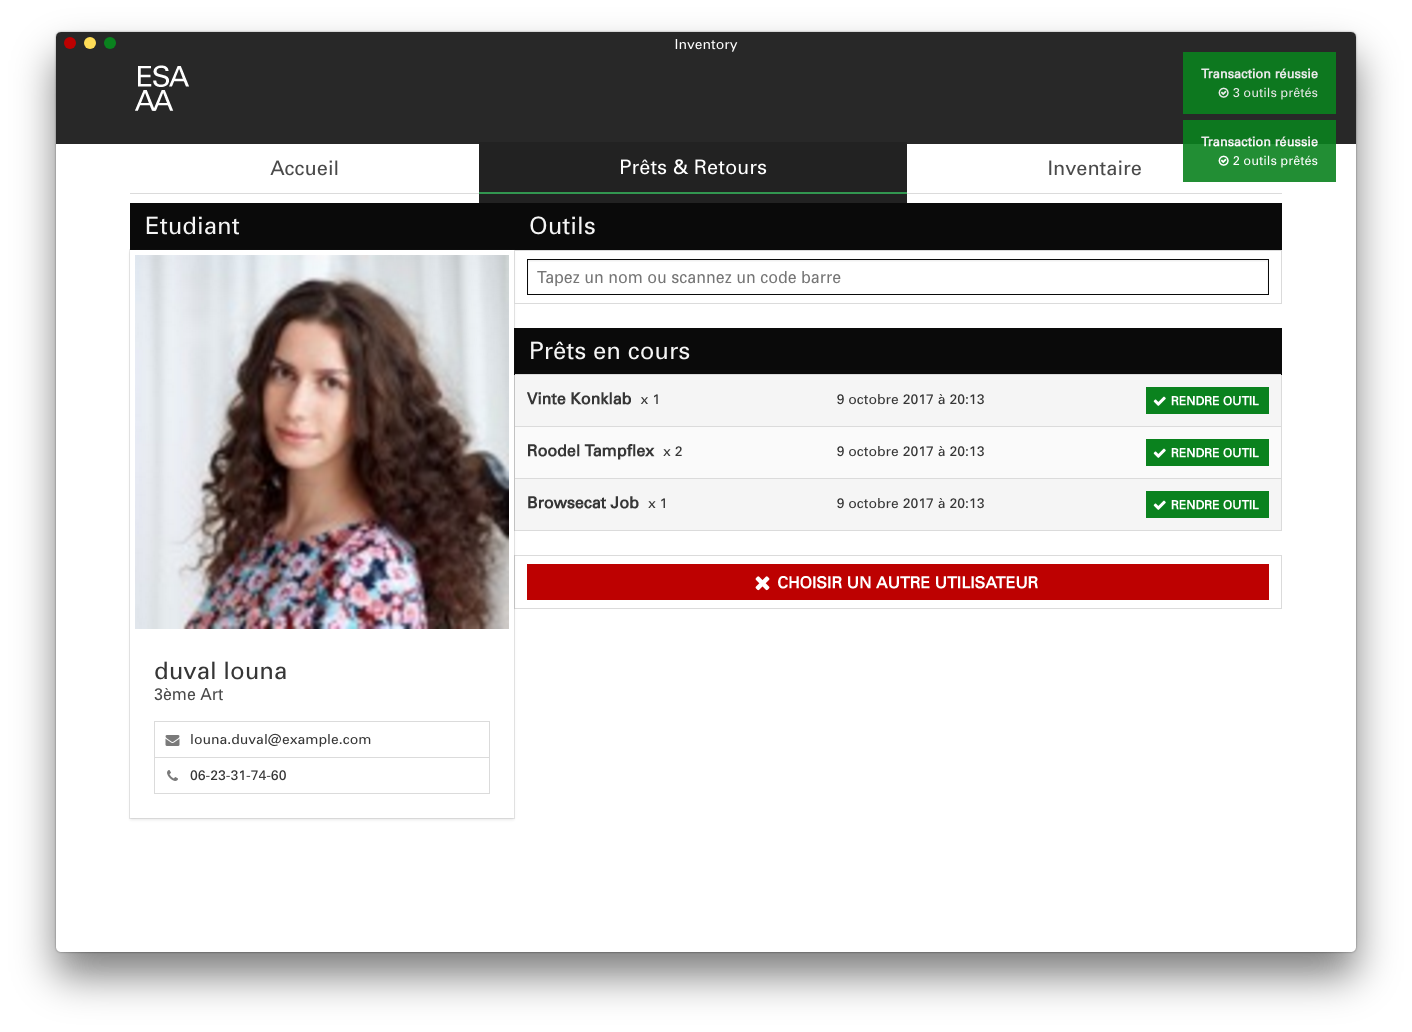 Inventory
ESA
AA
Transaction réussie
3 outils prêtés
Transaction réussie
2 outils prêtés
Accueil
Prêts & Retours
Inventaire
Etudiant
Outils
Tapez un nom ou scannez un code barre
Prêts en cours
Vinte Konklab x 1 9 octobre 2017 à 20:13 RENDRE OUTIL
Roodel Tampflex x 2 9 octobre 2017 à 20:13 RENDRE OUTIL
Browsecat Job x 1 9 octobre 2017 à 20:13 RENDRE OUTIL
CHOISIR UN AUTRE UTILISATEUR
duval louna
3ème Art
louna.duval@example.com
06-23-31-74-60